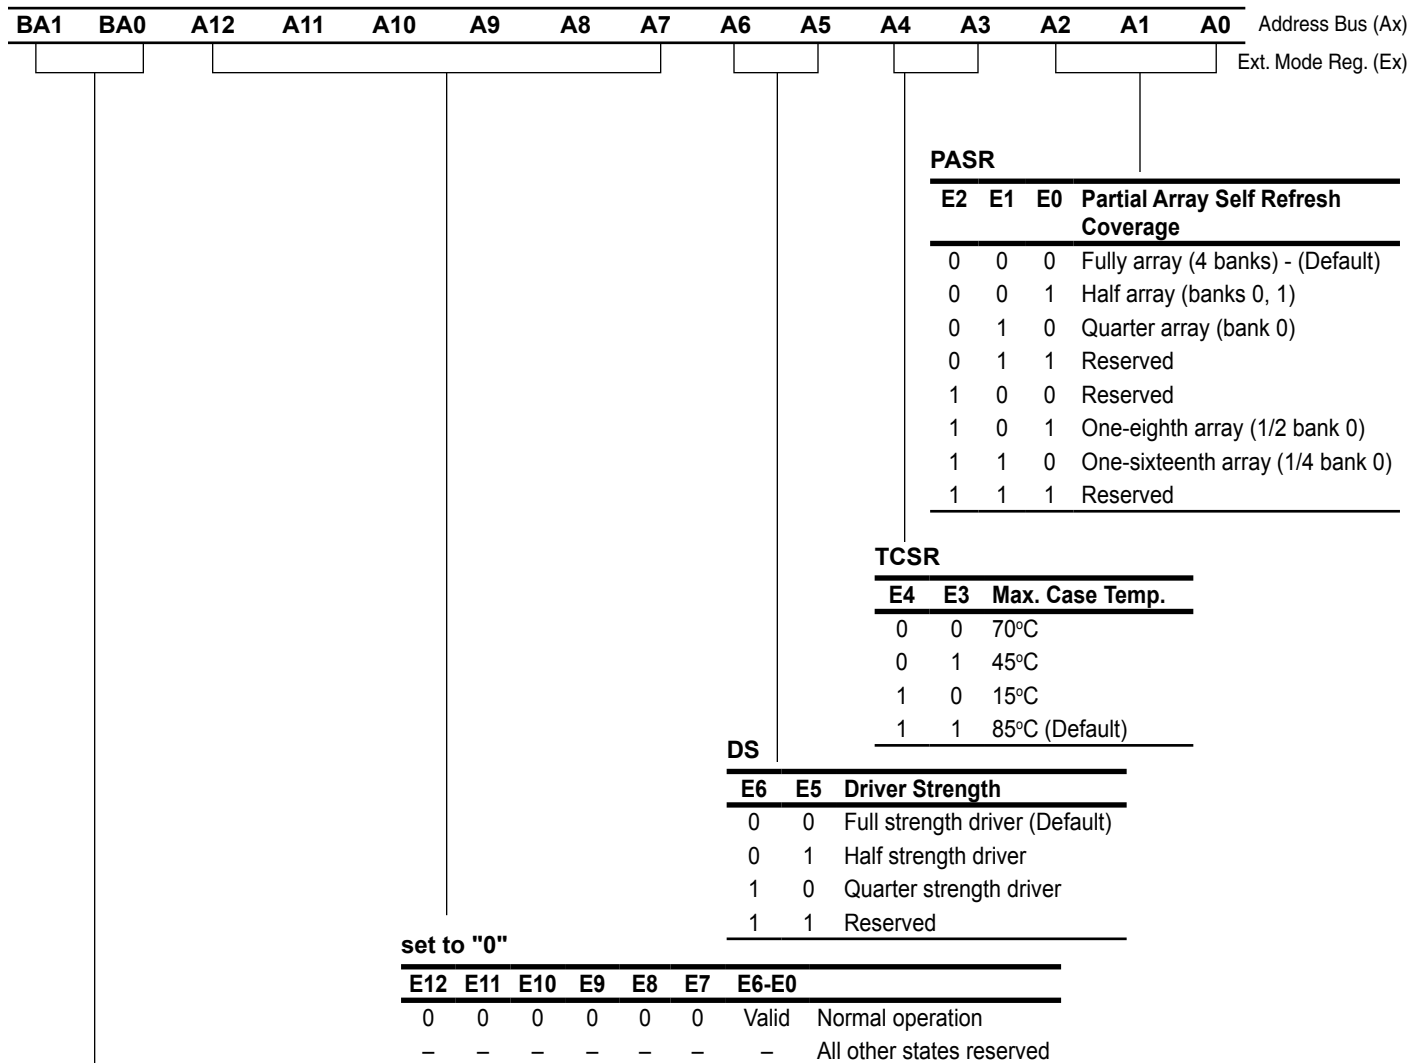 BA1 BA0 A12 A11 A10 A9 A8 A7 A6 A5 A4 A3 A2 A1 A0 Address Bus (Ax)
Ext. Mode Reg. (Ex)
PASR
E2 E1 E0 Partial Array Self Refresh
Coverage
0 0 0 Fully array (4 banks) - (Default)
0 0 1 Half array (banks 0, 1)
0 1 0 Quarter array (bank 0)
0 1 1 Reserved
1 0 0 Reserved
1 0 1 One-eighth array (1/2 bank 0)
1 1 0 One-sixteenth array (1/4 bank 0)
1 1 1 Reserved
TCSR
E4 E3 Max. Case Temp.
0 0 70°C
0 1 45°C
1 0 15°C
1 1 85°C (Default)
DS
E6 E5 Driver Strength
0 0 Full strength driver (Default)
0 1 Half strength driver
1 0 Quarter strength driver
1 1 Reserved
set to "0"
E12 E11 E10 E9 E8 E7 E6-E0
0 0 0 0 0 0 Valid Normal operation
– – – – – – – All other states reserved